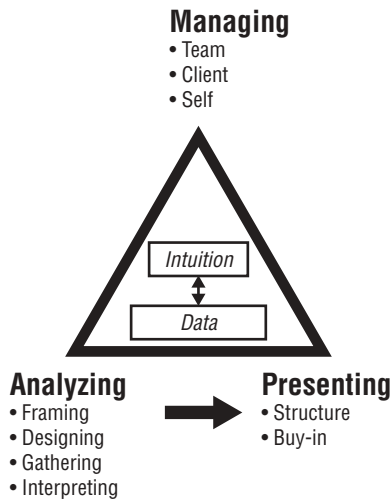 Managing
• Team
• Client
• Self
Intuition
Data
Analyzing
• Framing
• Designing
• Gathering
• Interpreting
Presenting
• Structure
• Buy-in